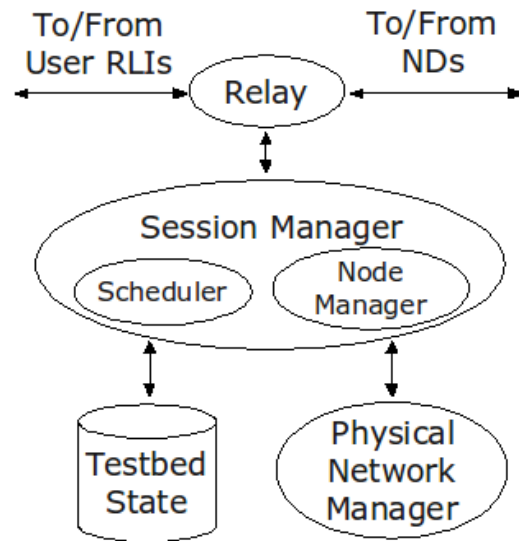 To/From
User RLIs
To/From
NDs
Relay
Session Manager
Scheduler
Node
Manager
Testbed
State
Physical
Network
Manager